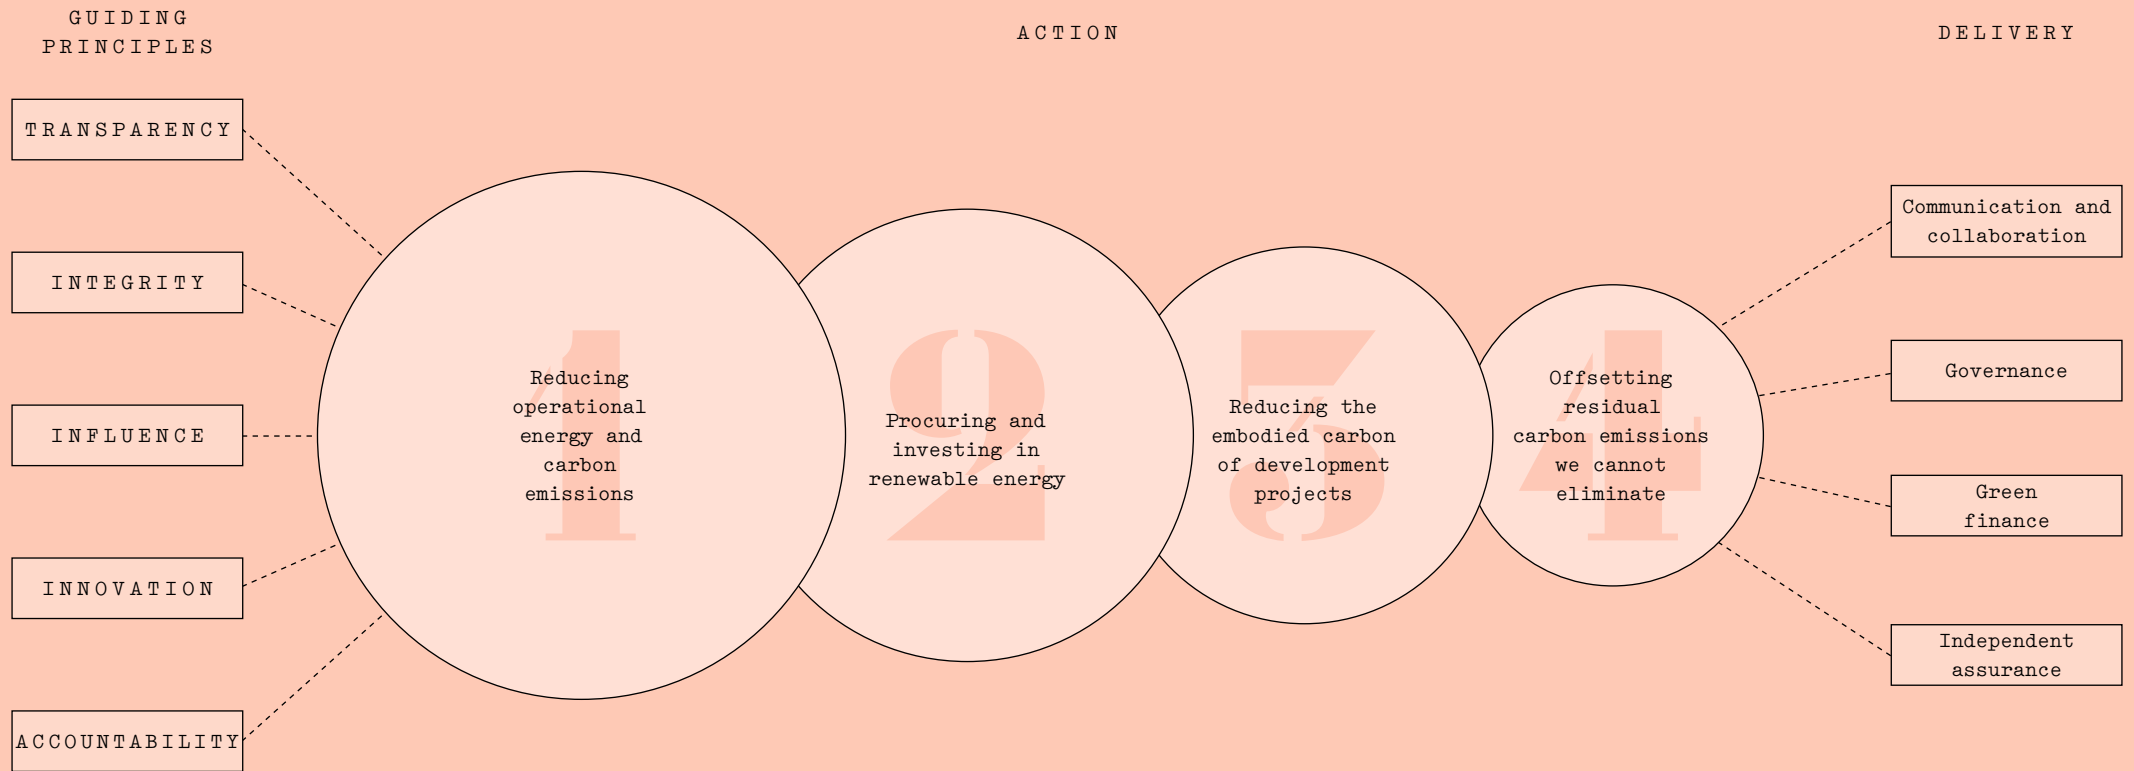 GUIDING
PRINCIPLES
ACTION
DELIVERY
TRANSPARENCY
INTEGRITY
INFLUENCE
INNOVATION
ACCOUNTABILITY
1
Reducing
operational
energy and
carbon
emissions
2
Procuring and
investing in
renewable energy
3
Reducing the
embodied carbon
of development
projects
4
Offsetting
residual
carbon emissions
we cannot
eliminate
Communication and
collaboration
Governance
Green
finance
Independent
assurance